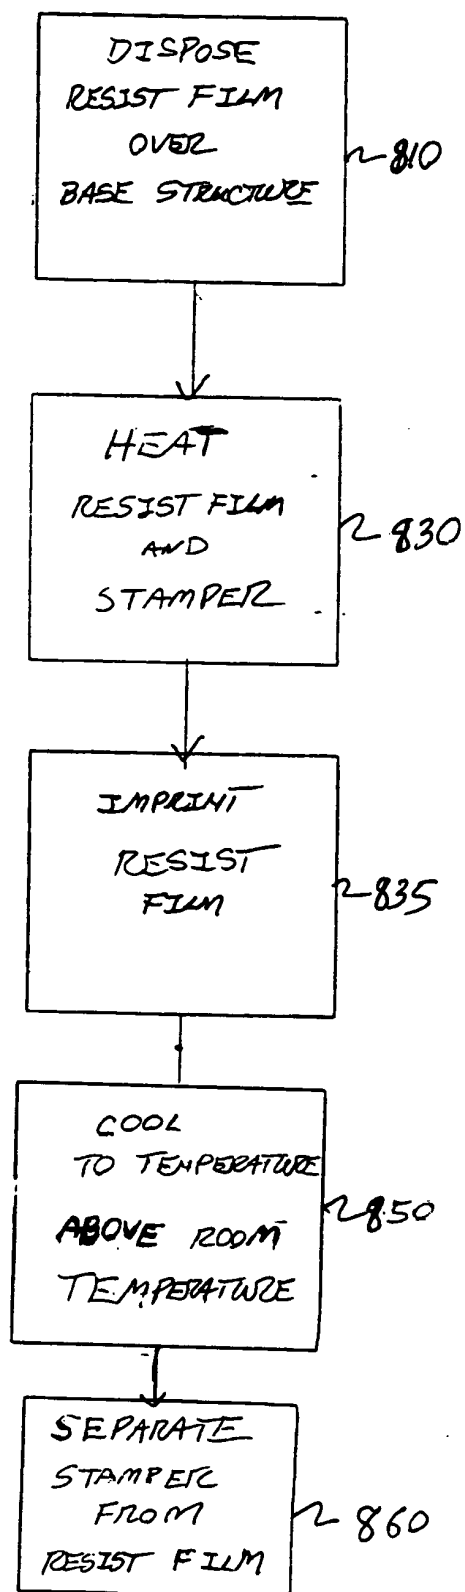 DISPOSE
RESIST FILM
OVER
BASE STRUCTURE
810
HEAT
RESIST FILM
AND
STAMPER
830
IMPRINT
RESIST
FILM
835
COOL
TO TEMPERATURE
ABOVE ROOM
TEMPERATURE
850
SEPARATE
STAMPER
FROM
RESIST FILM
860